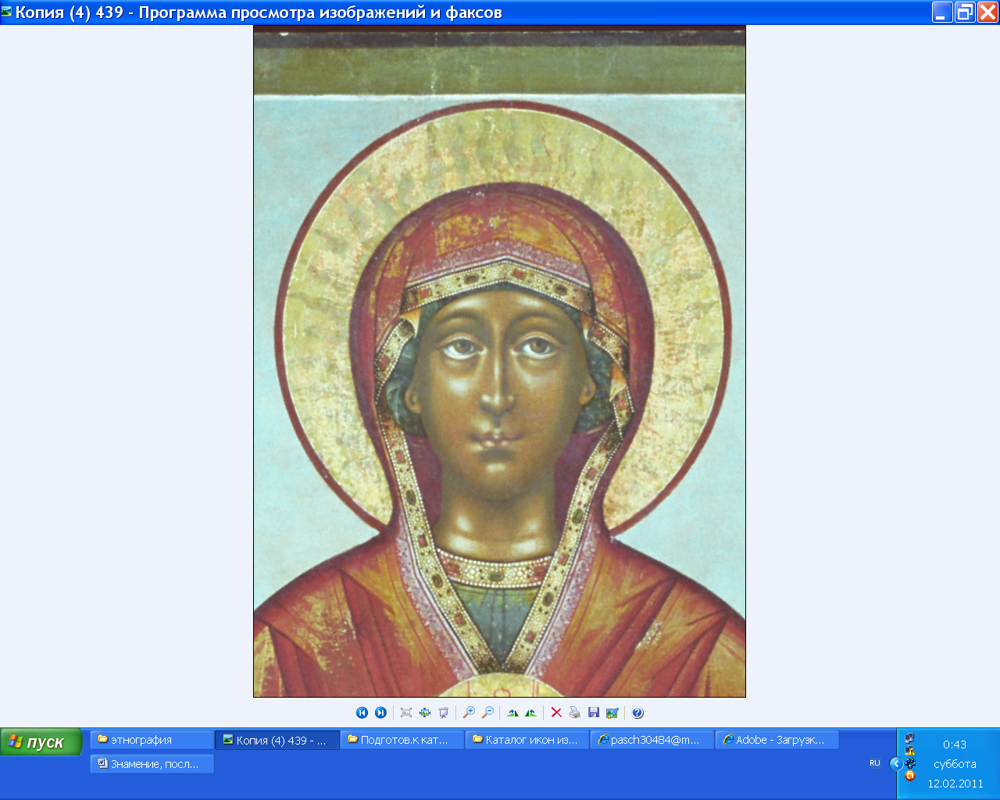 Копия (4) 439 - Программа просмотра изображений и факсов
пуск
этнография
Копия (4) 439 - ...
Подготов.к кат...
Каталог икон из...
pasch30484@m...
Adobe - Загрузк...
Знамение, посл...
RU
0:43
суббота
12.02.2011